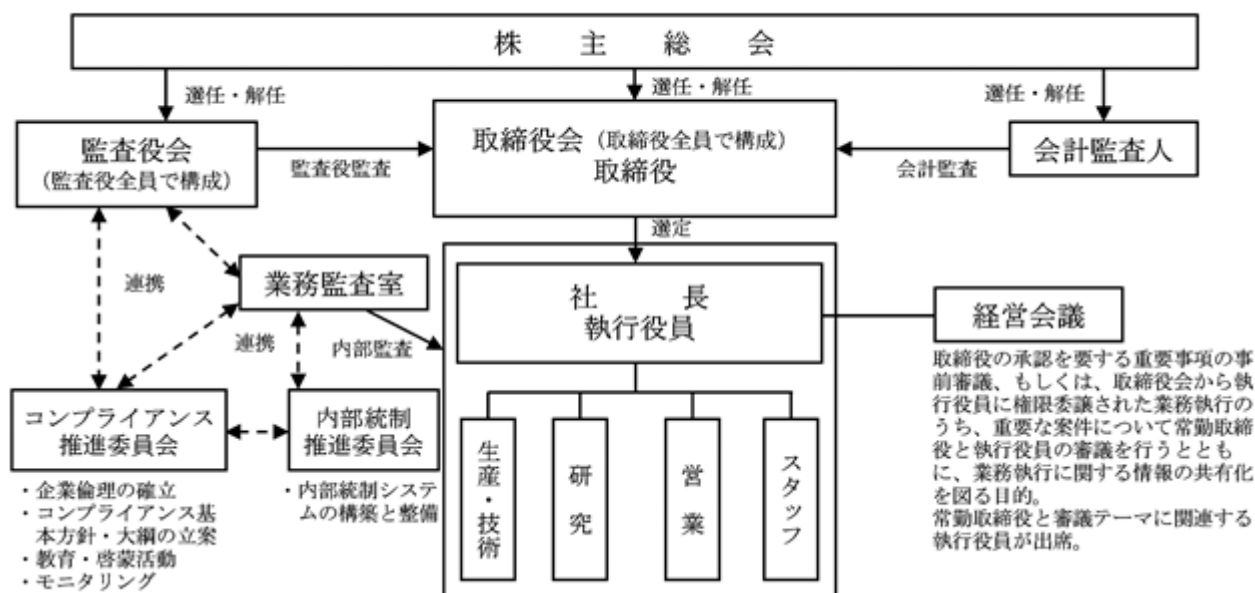 株主総会
選任・解任
選任・解任
選任・解任
監査役会
(監査役全員で構成)
監査役監査
取締役会(取締役全員で構成)
取締役
会計監査
会計監査人
選定
連携
業務監査室
連携
内部監査
社長
執行役員
経営会議
取締役の承認を要する重要事項の事
前審議、もしくは、取締役会から執
行役員に権限委譲された業務執行の
うち、重要な案件について常勤取締
役と執行役員の審議を行うととも
に、業務執行に関する情報の共有化
を図る目的。
常勤取締役と審議テーマに関連する
執行役員が出席。
コンプライアンス
推進委員会
・企業倫理の確立
・コンプライアンス基
本方針・大綱の立案
・教育・啓蒙活動
・モニタリング
内部統制
推進委員会
・内部統制システ
ムの構築と整備
生産・技術
研究
営業
スタッフ